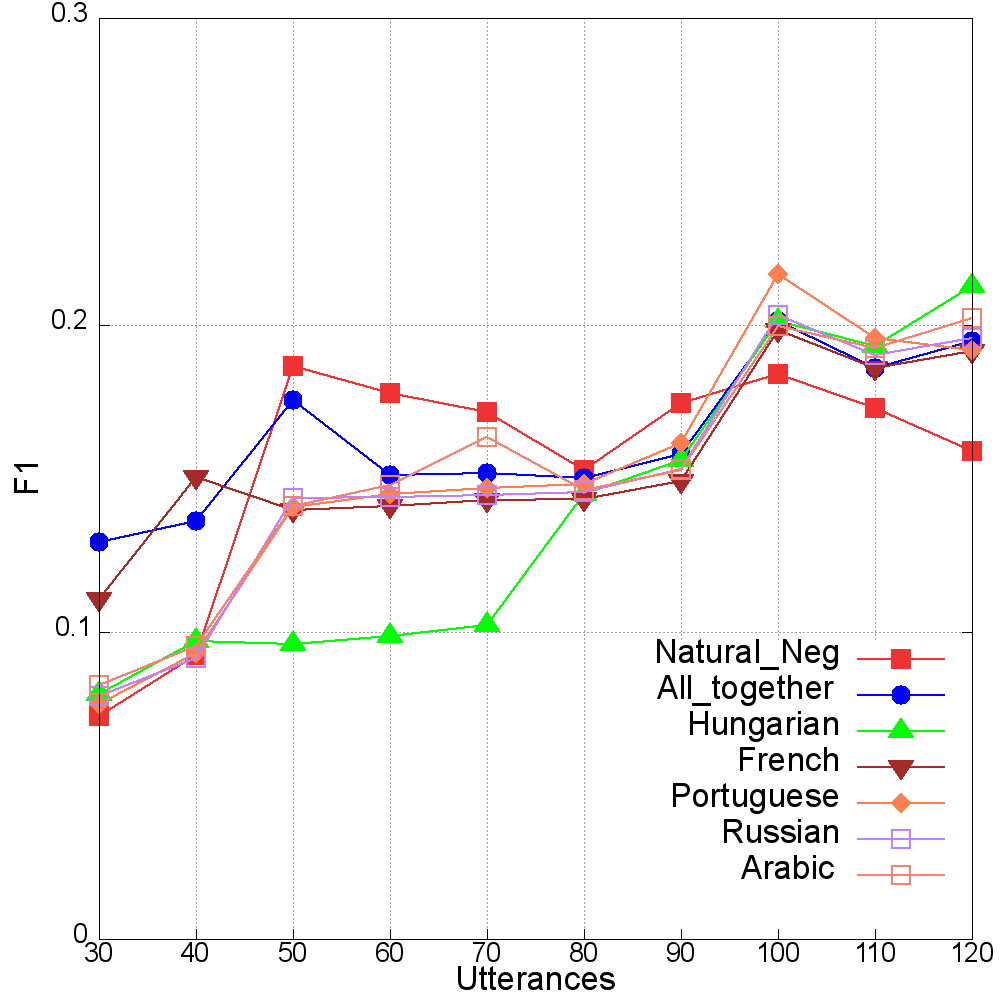 0.3
0.2
0.1
0
F1
30 40 50 60 70 80 90 100 110 120
Utterances
Natural_Neg
All_together
Hungarian
French
Portuguese
Russian
Arabic